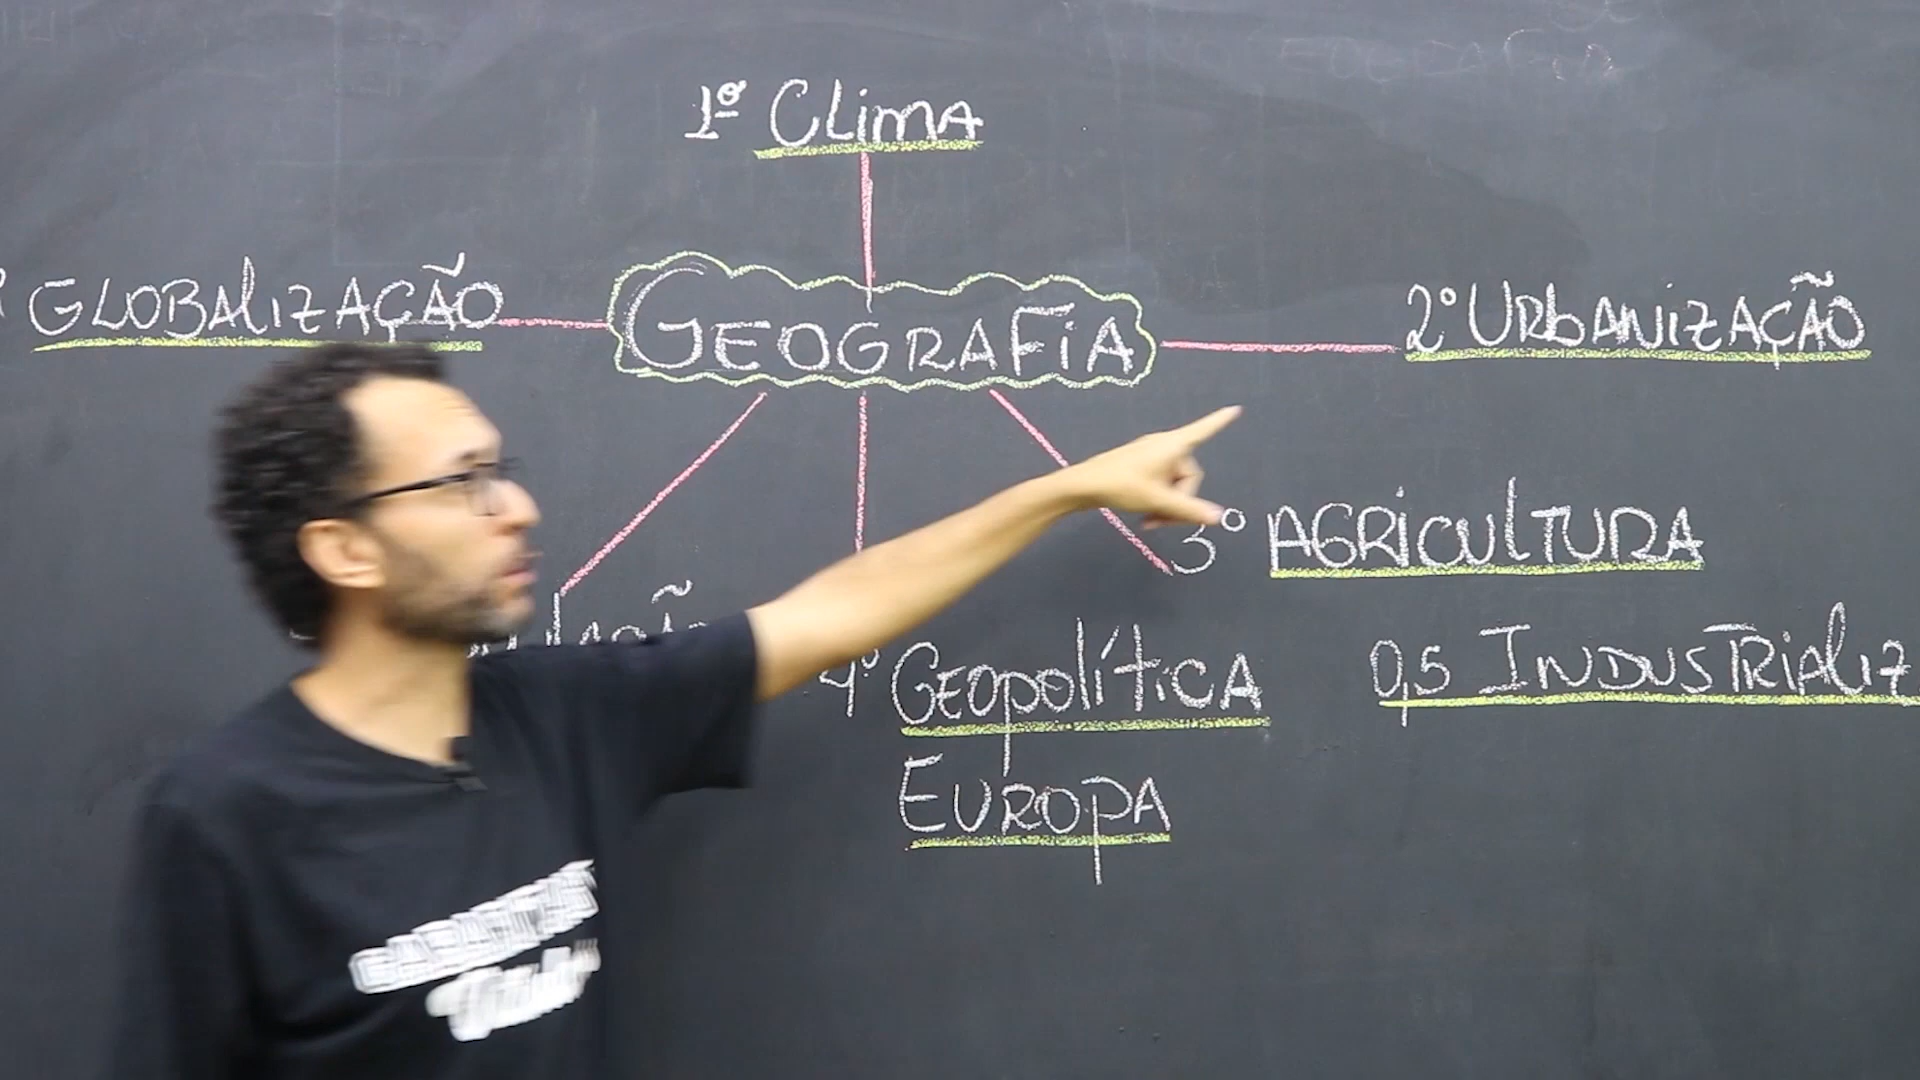 1º Clima
GLOBALIZAÇÃO
GEOGRAFIA
2º URBANIZAÇÃO
3º AGRICULTURA
4º GEOPOLÍTICA
EUROPA
0,5 INDUSTRIALIZ